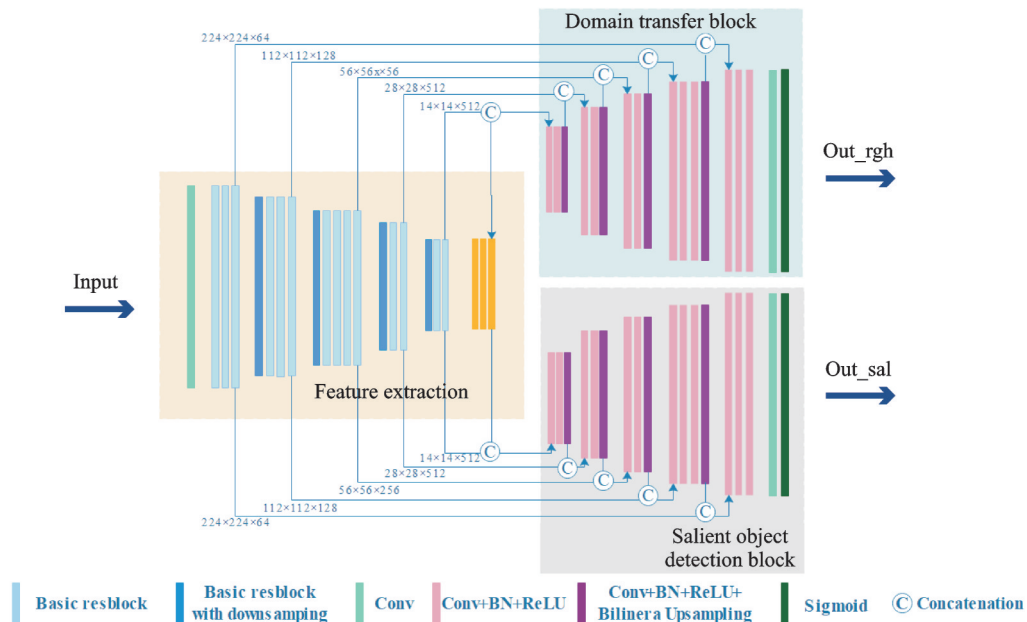 Domain transfer block
224×224×64
112×112×128
56×56x×56
28×28×512
14×14×512
C
C
C
C
C
Out_rgh
Input
Feature extraction
Out_sal
14×14×512
28×28×512
56×56×256
112×112×128
224×224×64
C
C
C
C
C
Salient object
detection block
Basic resblock
Basic resblock
with downsamping
Conv
Conv+BN+ReLU
Conv+BN+ReLU+
Bilinera Upsampling
Sigmoid
C Concatenation